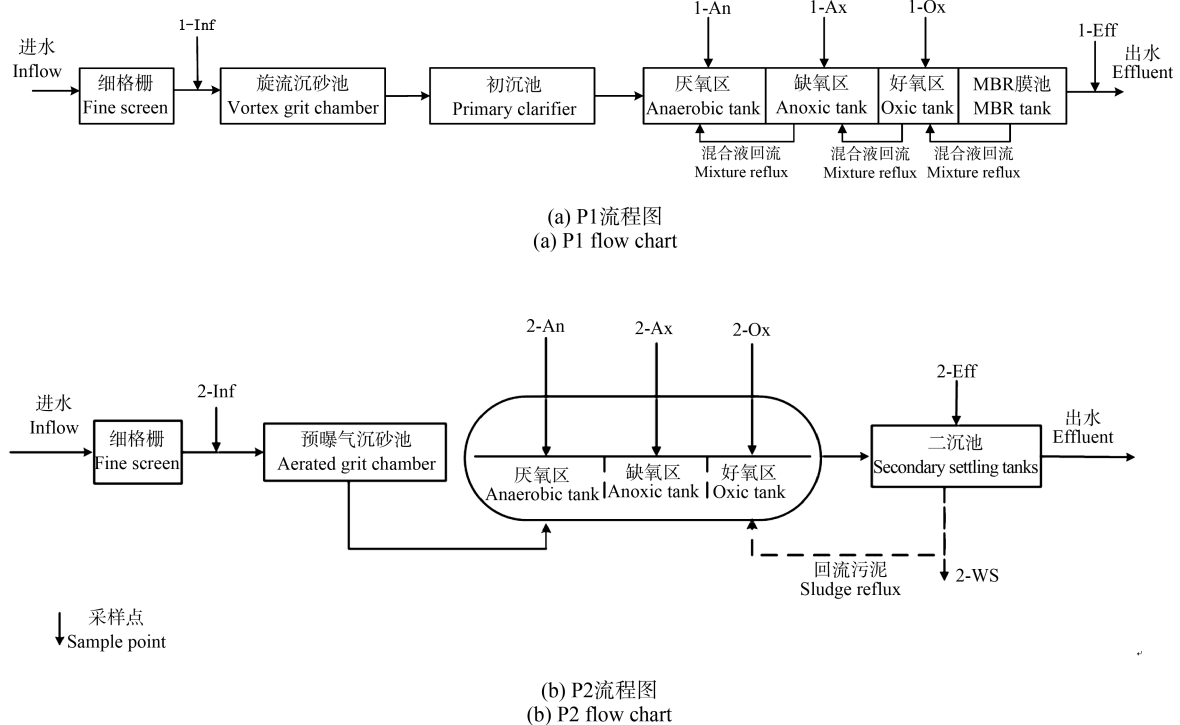 1-Inf
1-An
1-Ax
1-Ox
1-Eff
进水
Inflow
细格栅
Fine screen
旋流沉砂池
Vortex grit chamber
初沉池
Primary clarifier
厌氧区
Anaerobic tank
缺氧区
Anoxic tank
好氧区
Oxic tank
MBR膜池
MBR tank
出水
Effluent
混合液回流
Mixture reflux
混合液回流
Mixture reflux
混合液回流
Mixture reflux
(a) P1流程图
(a) P1 flow chart
2-An
2-Ax
2-Ox
2-Inf
2-Eff
进水
Inflow
细格栅
Fine screen
预曝气沉砂池
Aerated grit chamber
厌氧区
Anaerobic tank
缺氧区
Anoxic tank
好氧区
Oxic tank
二沉池
Secondary settling tanks
出水
Effluent
回流污泥
Sludge reflux
2-WS
采样点
Sample point
(b) P2流程图
(b) P2 flow chart